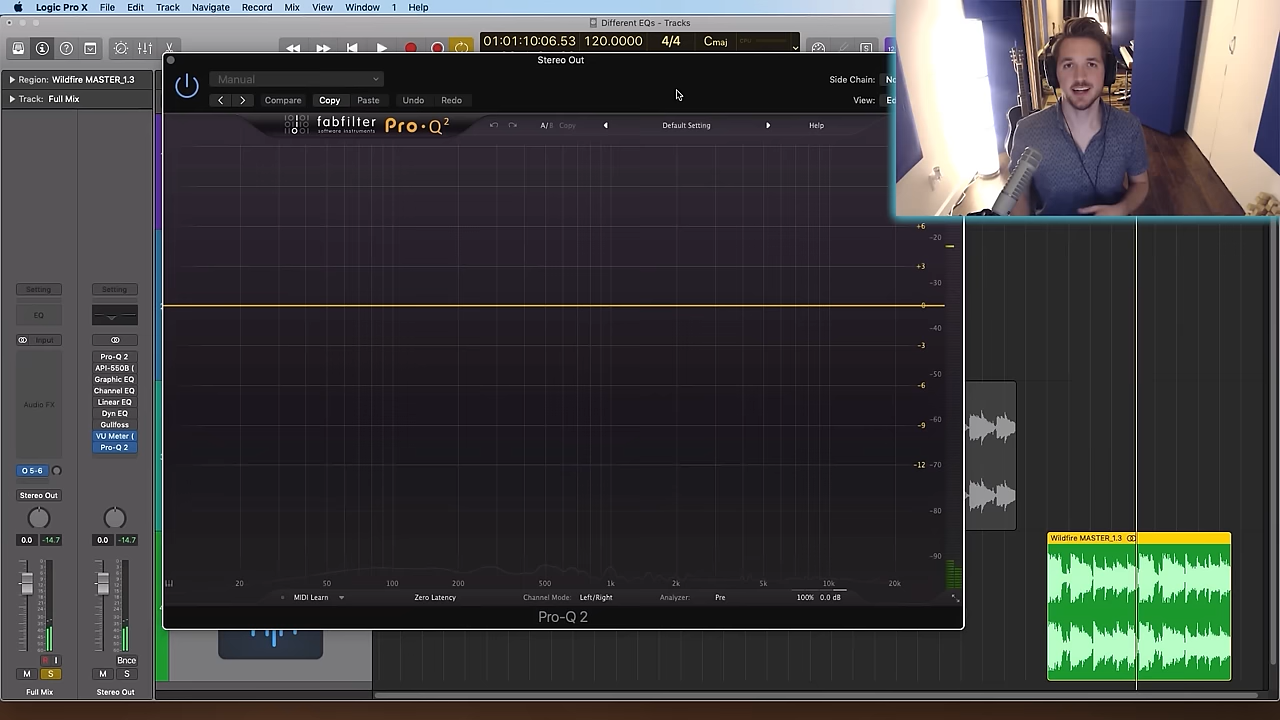 Logic Pro X File Edit Track Navigate Record Mix View Window 1 Help
Different EQs - Tracks
01:01:10:06.53 120.0000 4/4 Cmaj
Region: Wildfire MASTER_1.3
Track: Full Mix
Stereo Out
Manual
Side Chain:
Compare Copy Paste Undo Redo
View:
fabfilter
software instruments
Pro·Q²
A/B Copy
Default Setting
Help
+6
-20
+3
-30
0
-40
-3
-50
-6
-60
-9
-12
-70
-80
-90
20 50 100 200 500 1k 2k 5k 10k 20k
MIDI Learn Zero Latency Channel Mode: Left/Right Analyzer: Pre 100% 0.0 dB
Pro-Q 2
Setting Setting
EQ
Input
Audio FX
Pro-Q 2
API-550B (
Graphic EQ
Channel EQ
Linear EQ
Dyn EQ
Gullfoss
VU Meter (
Pro-Q 2
O 5-6
Stereo Out
0.0 -14.7 0.0 -14.7
I Bnce
M S M S
Full Mix Stereo Out
Wildfire MASTER_1.3